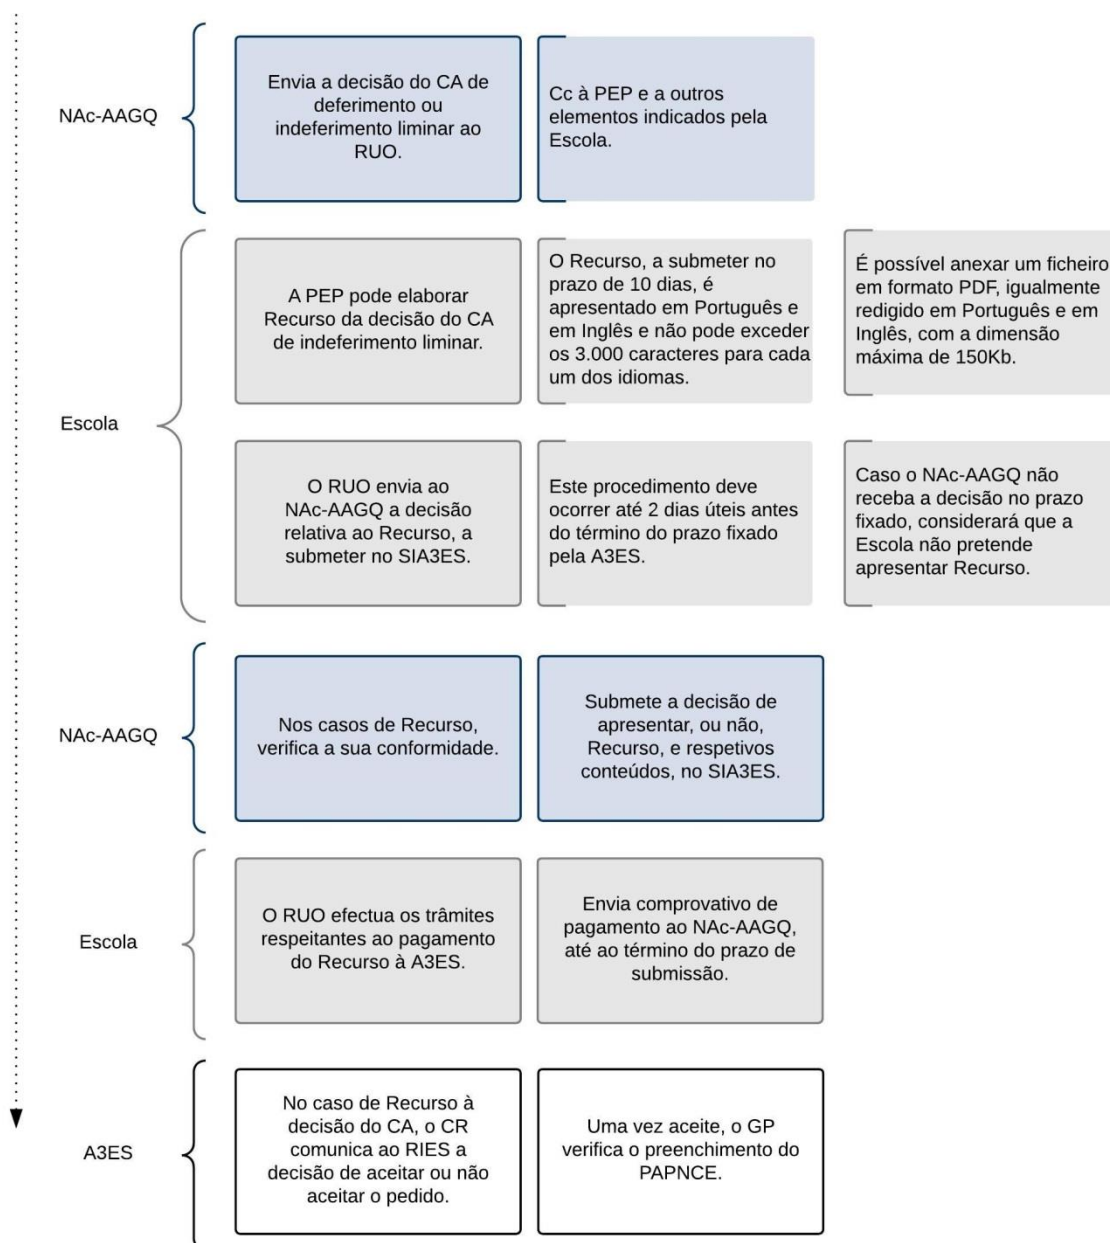 NAc-AAGQ
Envia a decisão do CA de
deferimento ou
indeferimento liminar ao
RUO.
Cc à PEP e a outros
elementos indicados pela
Escola.
Escola
A PEP pode elaborar
Recurso da decisão do CA
de indeferimento liminar.
O Recurso, a submeter no
prazo de 10 dias, é
apresentado em Português e
em Inglês e não pode exceder
os 3.000 caracteres para cada
um dos idiomas.
É possível anexar um ficheiro
em formato PDF, igualmente
redigido em Português e em
Inglês, com a dimensão
máxima de 150Kb.
O RUO envia ao
NAc-AAGQ a decisão
relativa ao Recurso, a
submeter no SIA3ES.
Este procedimento deve
ocorrer até 2 dias úteis antes
do término do prazo fixado
pela A3ES.
Caso o NAc-AAGQ não
receba a decisão no prazo
fixado, considerará que a
Escola não pretende
apresentar Recurso.
NAc-AAGQ
Nos casos de Recurso,
verifica a sua conformidade.
Submete a decisão de
apresentar, ou não,
Recurso, e respetivos
conteúdos, no SIA3ES.
Escola
O RUO efectua os trâmites
respeitantes ao pagamento
do Recurso à A3ES.
Envia comprovativo de
pagamento ao NAc-AAGQ,
até ao término do prazo de
submissão.
A3ES
No caso de Recurso à
decisão do CA, o CR
comunica ao RIES a
decisão de aceitar ou não
aceitar o pedido.
Uma vez aceite, o GP
verifica o preenchimento do
PAPNCE.